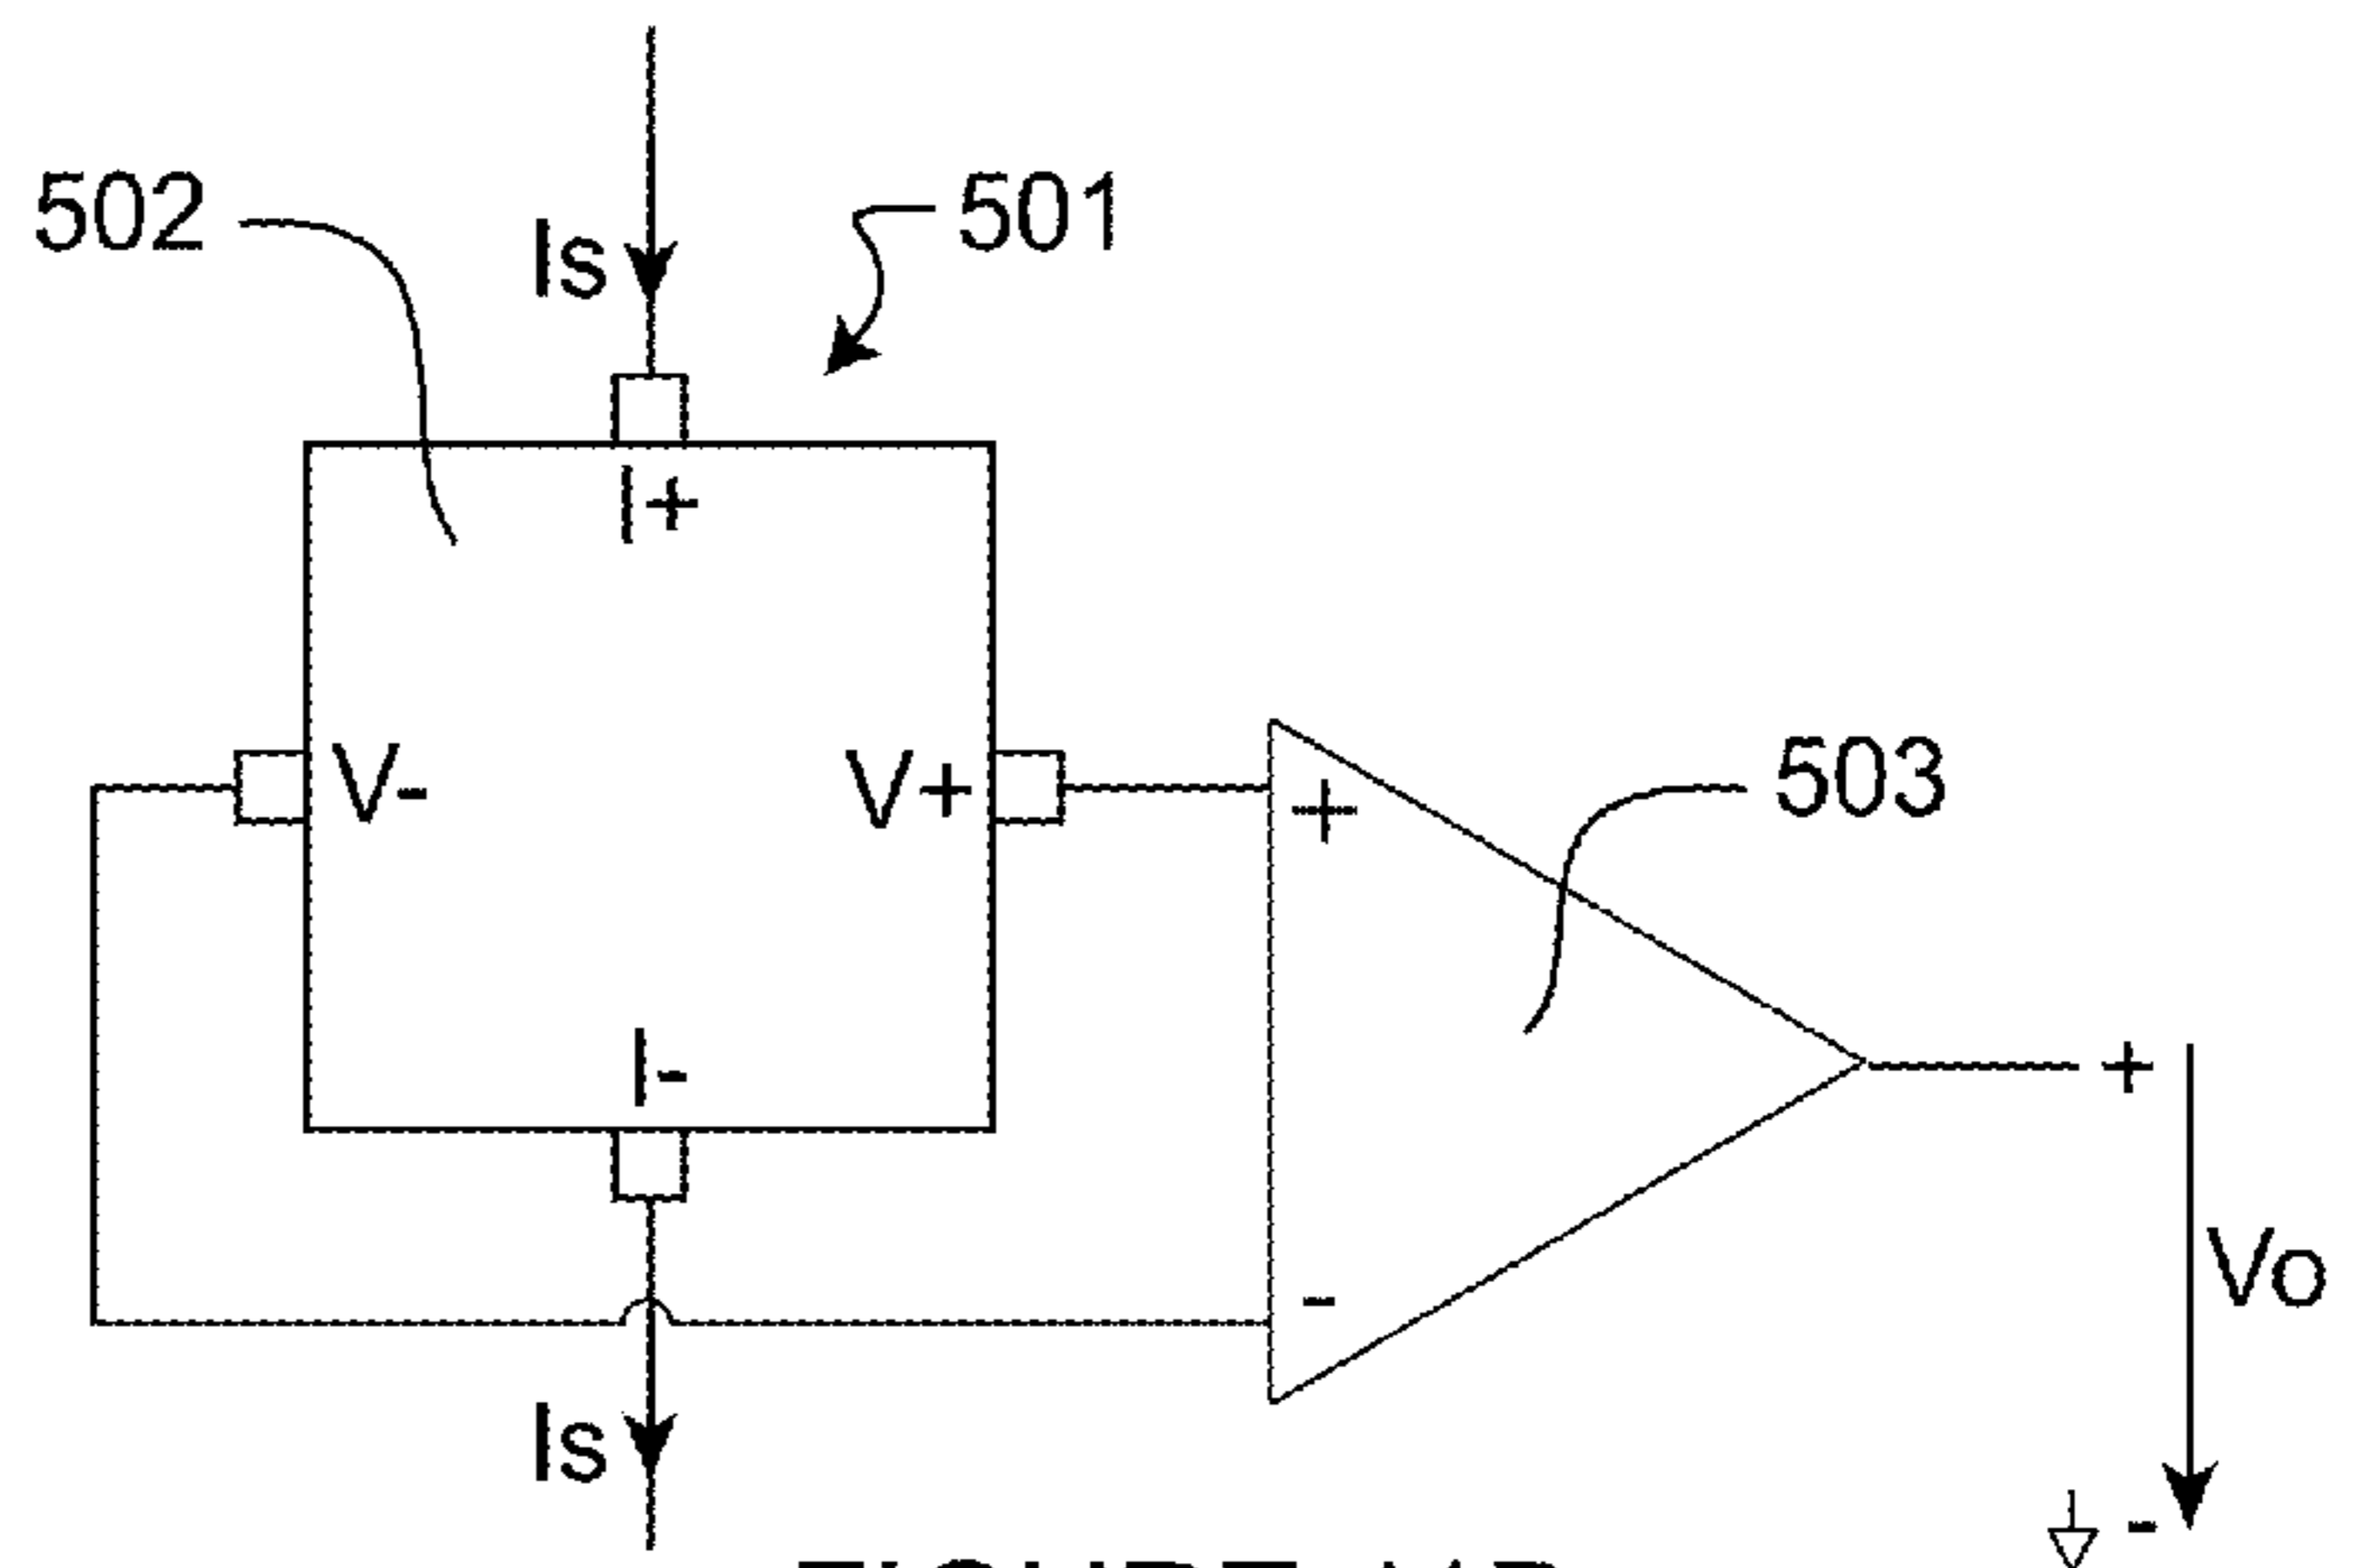 502
Is
501
I+
V-
V+
503
+
I-
+
-
Vo
Is
-